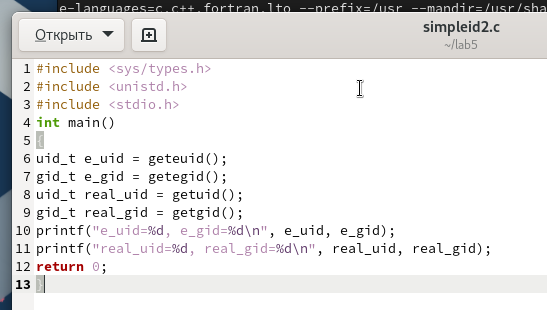 e-languages=c,c++,fortran,lto --prefix=/usr --mandir=/usr/sha
Открыть
simpleid2.c
~/lab5
1 #include <sys/types.h>
2 #include <unistd.h>
3 #include <stdio.h>
4 int main()
5 {
6 uid_t e_uid = geteuid();
7 gid_t e_gid = getegid();
8 uid_t real_uid = getuid();
9 gid_t real_gid = getgid();
10 printf("e_uid=%d, e_gid=%d\n", e_uid, e_gid);
11 printf("real_uid=%d, real_gid=%d\n", real_uid, real_gid);
12 return 0;
13 }